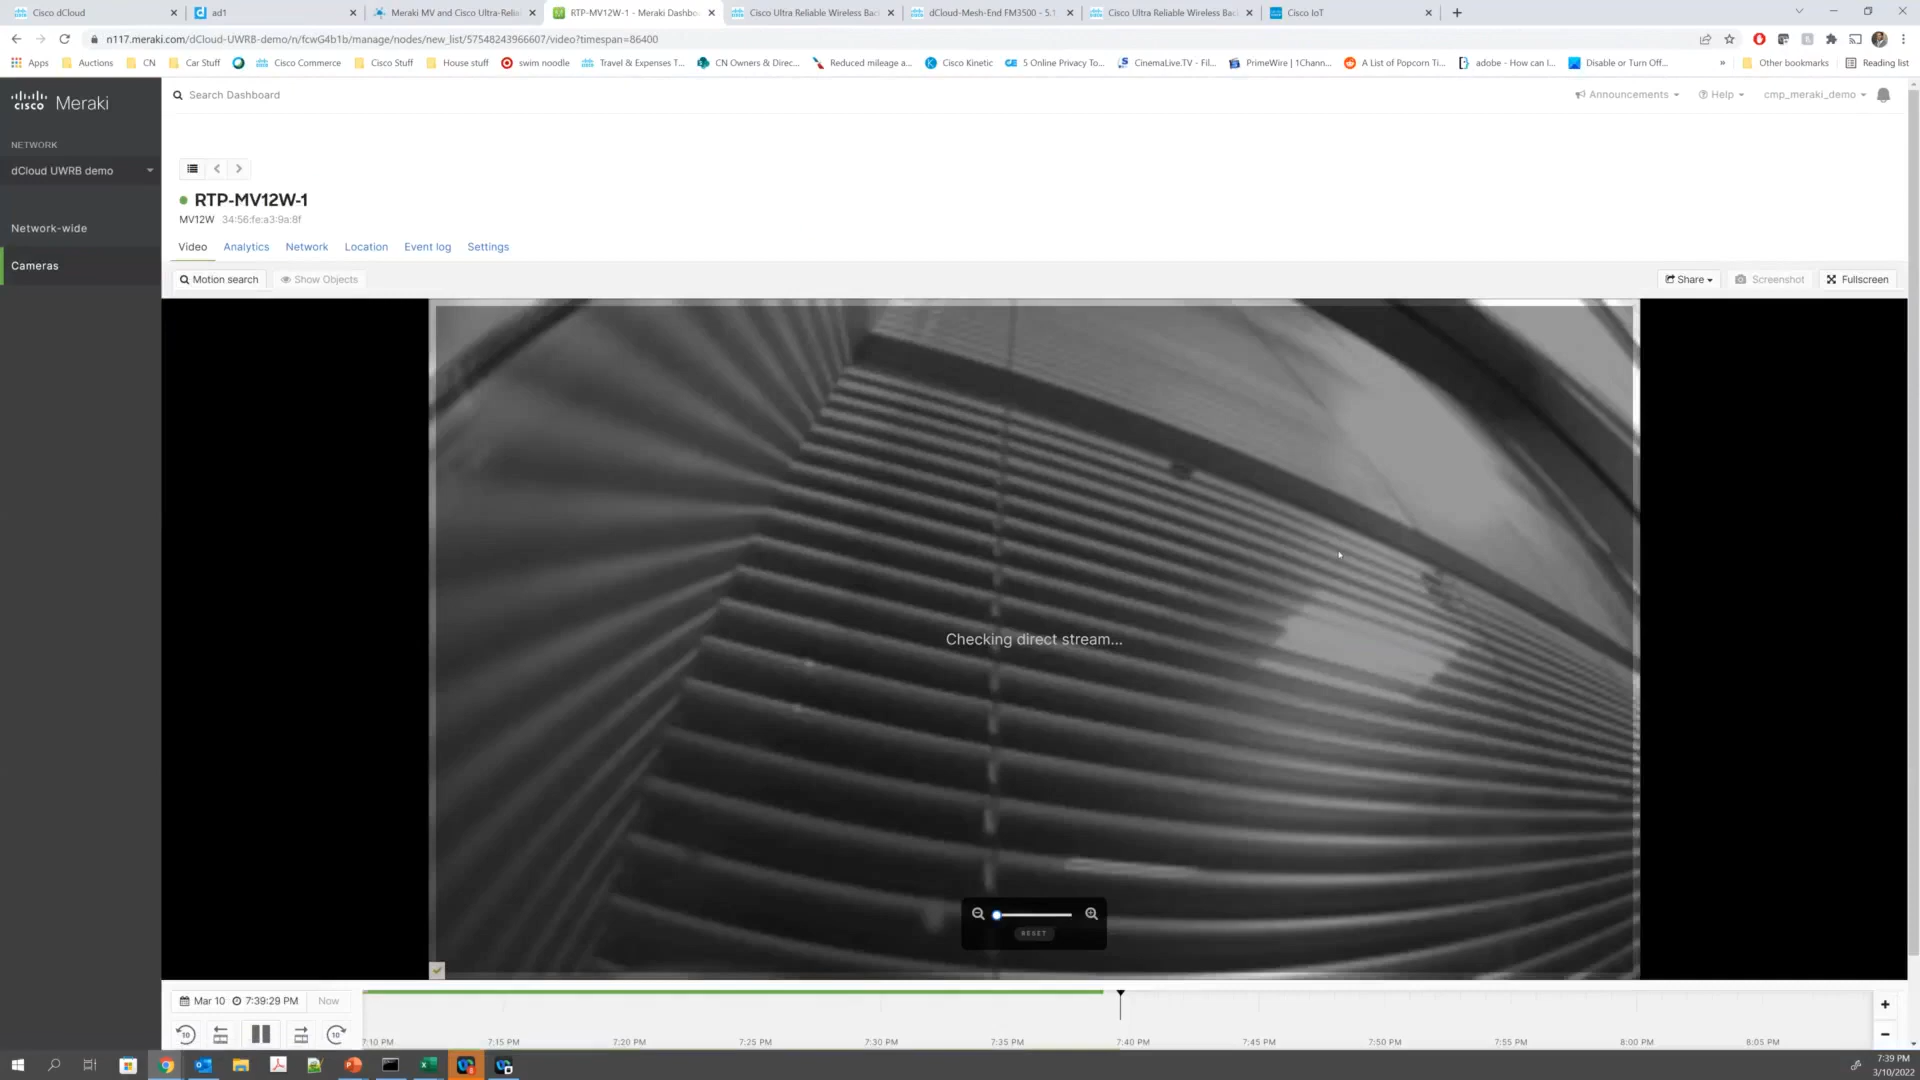 Cisco dCloud
ad1
Meraki MV and Cisco Ultra-Relia
RTP-MV12W-1 - Meraki Dashbo
Cisco Ultra Reliable Wireless Bac
dCloud-Mesh-End FM3500 - 5.1
Cisco Ultra Reliable Wireless Bac
Cisco IoT
n117.meraki.com/dCloud-UWRB-demo/n/fcwG4b1b/manage/nodes/new_list/57548243966607/video?timespan=86400
Apps
Auctions
CN
Car Stuff
Cisco Commerce
Cisco Stuff
House stuff
swim noodle
Travel & Expenses T...
CN Owners & Direc...
Reduced mileage a...
Cisco Kinetic
5 Online Privacy To...
CinemaLive.TV - Fil...
PrimeWire | 1Chann...
A List of Popcorn Ti...
adobe - How can I...
Disable or Turn Off...
»
Other bookmarks
Reading list
cisco Meraki
Search Dashboard
Announcements
Help
cmp_meraki_demo
NETWORK
dCloud UWRB demo
Network-wide
Cameras
RTP-MV12W-1
MV12W 34:56:fe:a3:9a:8f
Video Analytics Network Location Event log Settings
Motion search
Show Objects
Share
Screenshot
Fullscreen
Checking direct stream...
RESET
Mar 10 7:39:29 PM Now
10
10
7:10 PM 7:15 PM 7:20 PM 7:25 PM 7:30 PM 7:35 PM 7:40 PM 7:45 PM 7:50 PM 7:55 PM 8:00 PM 8:05 PM
7:39 PM
3/10/2022